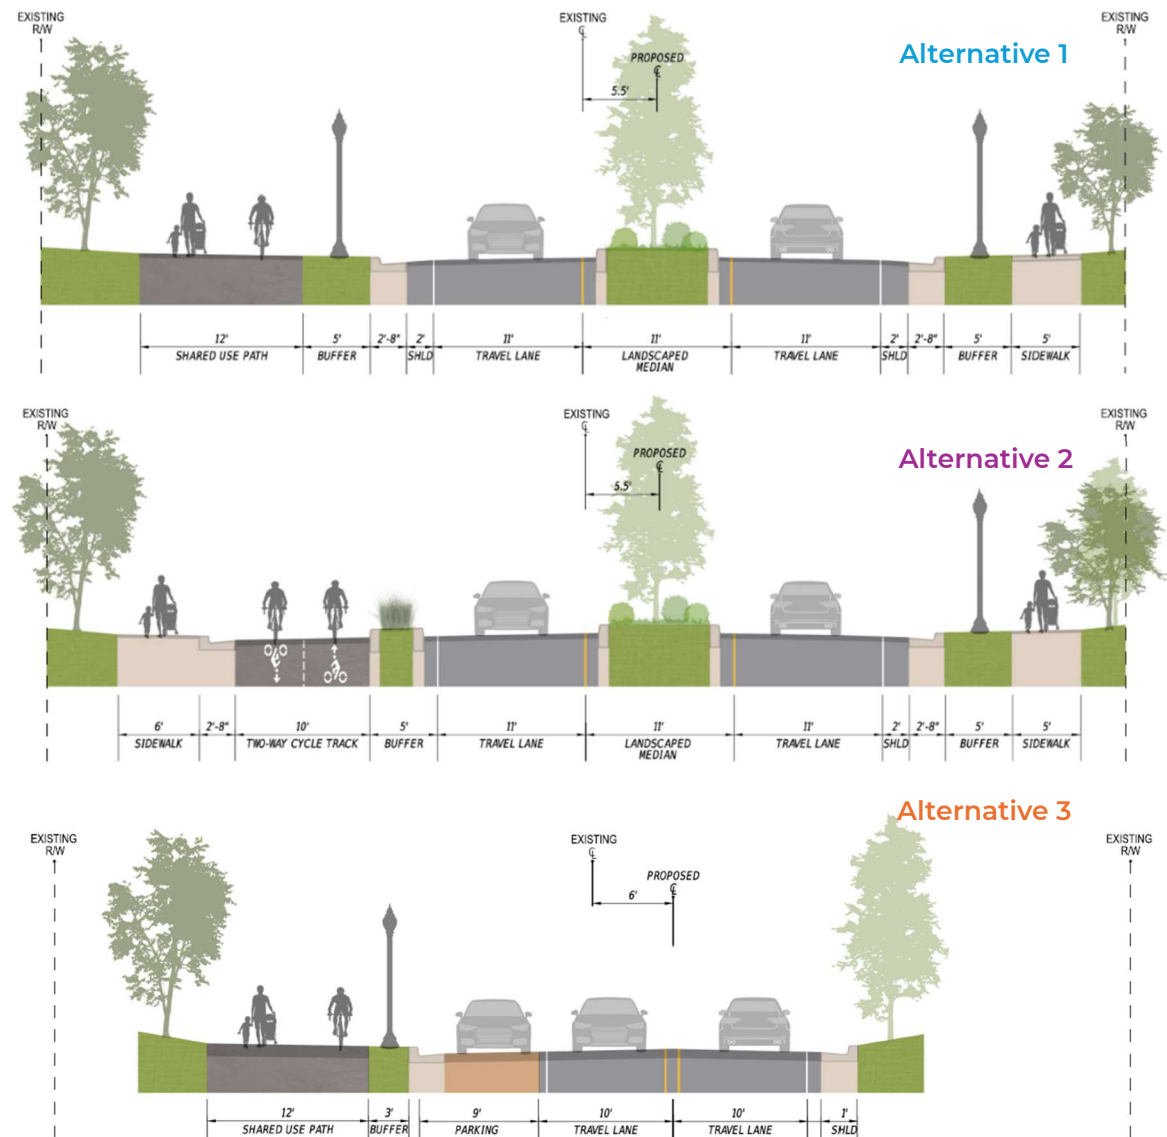 EXISTING
R/W
EXISTING
℄
EXISTING
R/W
Alternative 1
PROPOSED
℄
5.5'
12'
SHARED USE PATH
5'
BUFFER
2'-8"
2'
SHLD
11'
TRAVEL LANE
11'
LANDSCAPED
MEDIAN
11'
TRAVEL LANE
2'
SHLD
2'-8"
5'
BUFFER
5'
SIDEWALK
EXISTING
R/W
EXISTING
℄
EXISTING
R/W
Alternative 2
PROPOSED
℄
5.5'
6'
SIDEWALK
2'-8"
10'
TWO-WAY CYCLE TRACK
5'
BUFFER
11'
TRAVEL LANE
11'
LANDSCAPED
MEDIAN
11'
TRAVEL LANE
2'
SHLD
2'-8"
5'
BUFFER
5'
SIDEWALK
Alternative 3
EXISTING
R/W
EXISTING
℄
EXISTING
R/W
PROPOSED
℄
6'
12'
SHARED USE PATH
3'
BUFFER
9'
PARKING
10'
TRAVEL LANE
10'
TRAVEL LANE
1'
SHLD